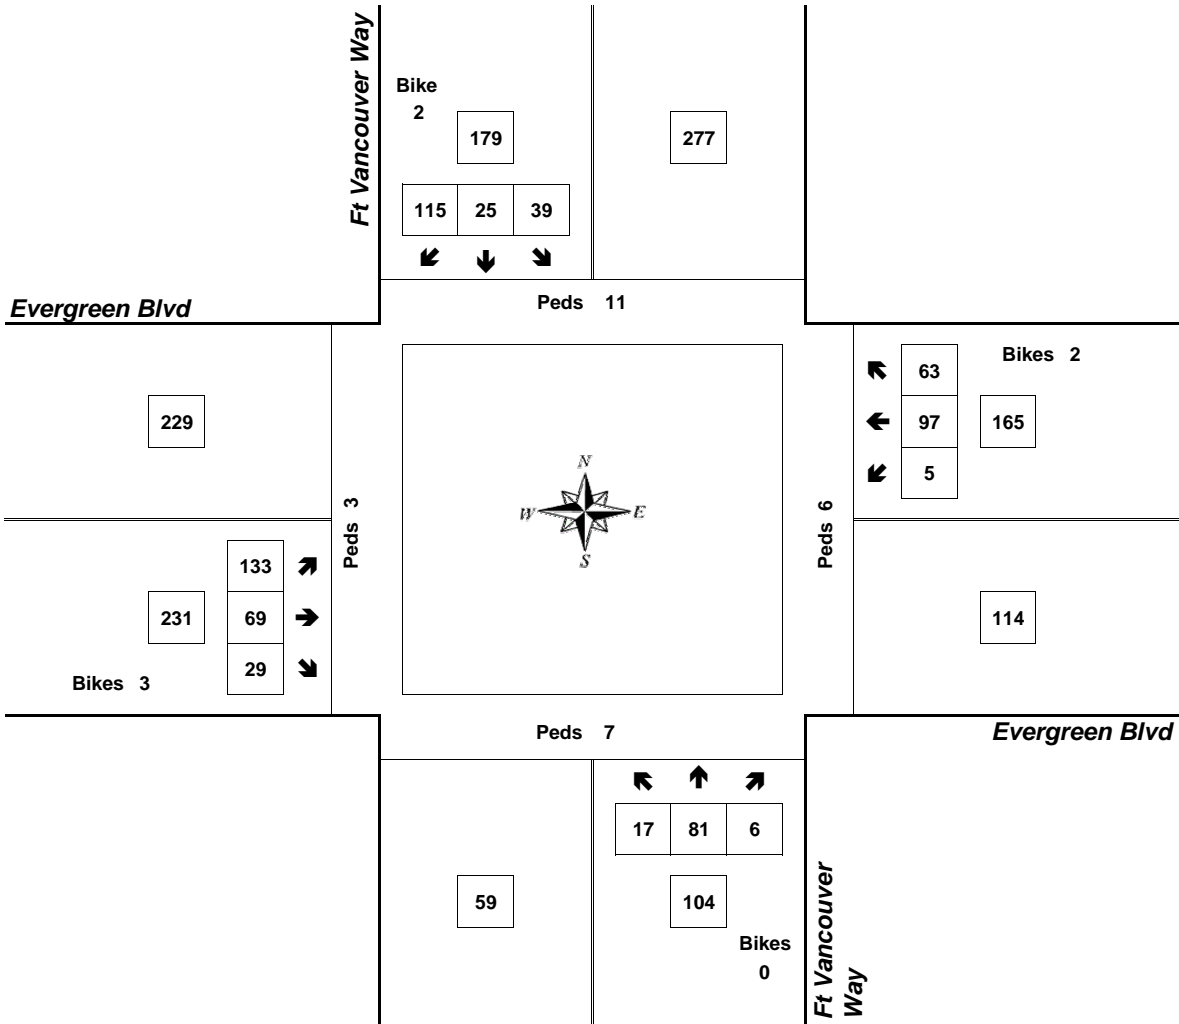 Ft Vancouver Way
Bike
2
179
277
115 25 39
Peds 11
Evergreen Blvd
63
Bikes 2
229
97
165
5
N
W E
S
Peds 3
Peds 6
133
231
69
114
29
Bikes 3
Peds 7
Evergreen Blvd
17 81 6
59
104
Bikes
0
Ft Vancouver
Way